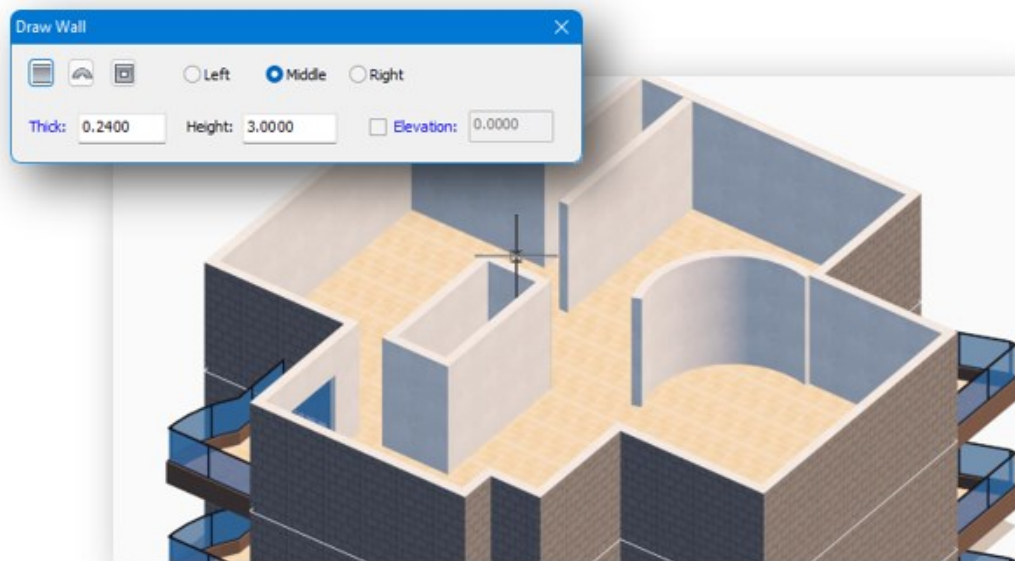 Draw Wall
Left Middle Right
Thick: 0.2400 Height: 3.0000 Elevation: 0.0000